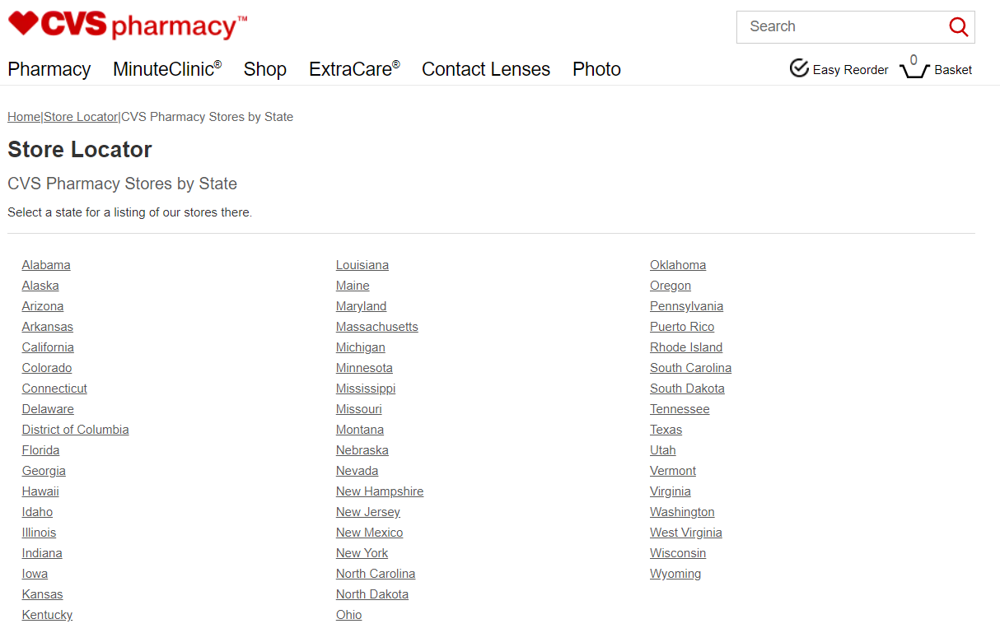 CVS pharmacy™
Search
Pharmacy MinuteClinic® Shop ExtraCare® Contact Lenses Photo
Easy Reorder 0 Basket
Home|Store Locator|CVS Pharmacy Stores by State
Store Locator
CVS Pharmacy Stores by State
Select a state for a listing of our stores there.
Alabama
Alaska
Arizona
Arkansas
California
Colorado
Connecticut
Delaware
District of Columbia
Florida
Georgia
Hawaii
Idaho
Illinois
Indiana
Iowa
Kansas
Kentucky
Louisiana
Maine
Maryland
Massachusetts
Michigan
Minnesota
Mississippi
Missouri
Montana
Nebraska
Nevada
New Hampshire
New Jersey
New Mexico
New York
North Carolina
North Dakota
Ohio
Oklahoma
Oregon
Pennsylvania
Puerto Rico
Rhode Island
South Carolina
South Dakota
Tennessee
Texas
Utah
Vermont
Virginia
Washington
West Virginia
Wisconsin
Wyoming